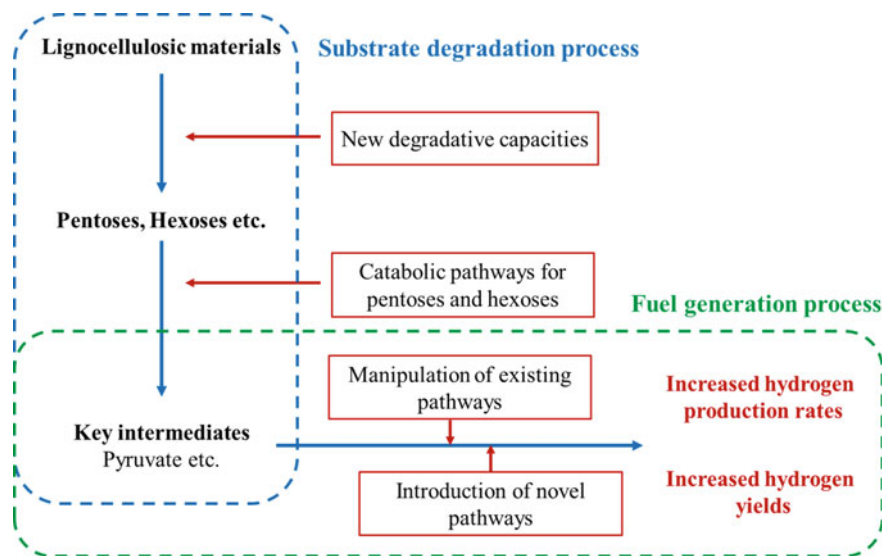 Lignocellulosic materials
Substrate degradation process
New degradative capacities
Pentoses, Hexoses etc.
Catabolic pathways for
pentoses and hexoses
Fuel generation process
Manipulation of existing
pathways
Increased hydrogen
production rates
Key intermediates
Pyruvate etc.
Introduction of novel
pathways
Increased hydrogen
yields